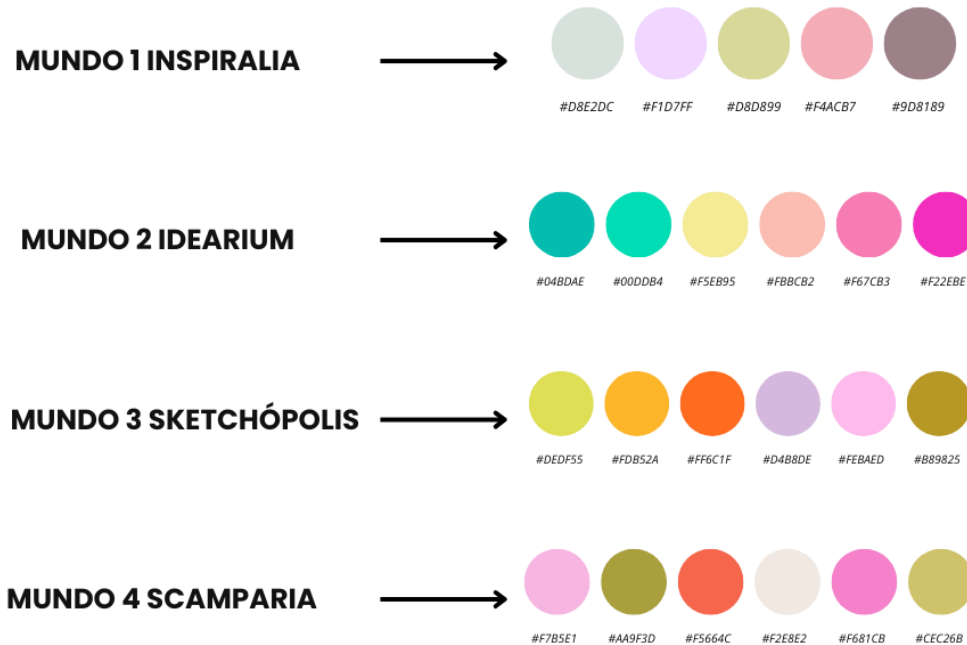 MUNDO 1 INSPIRALIA
#D8E2DC #F1D7FF #D8D899 #F4ACB7 #9D8189
MUNDO 2 IDEARIUM
#04BDAE #00DDB4 #F5EB95 #FBBCB2 #F67CB3 #F22EBE
MUNDO 3 SKETCHÓPOLIS
#DEDF55 #FDB52A #FF6C1F #D4B8DE #FEBAED #B89825
MUNDO 4 SCAMPARIA
#F7B5E1 #AA9F3D #F5664C #F2E8E2 #F681CB #CEC26B